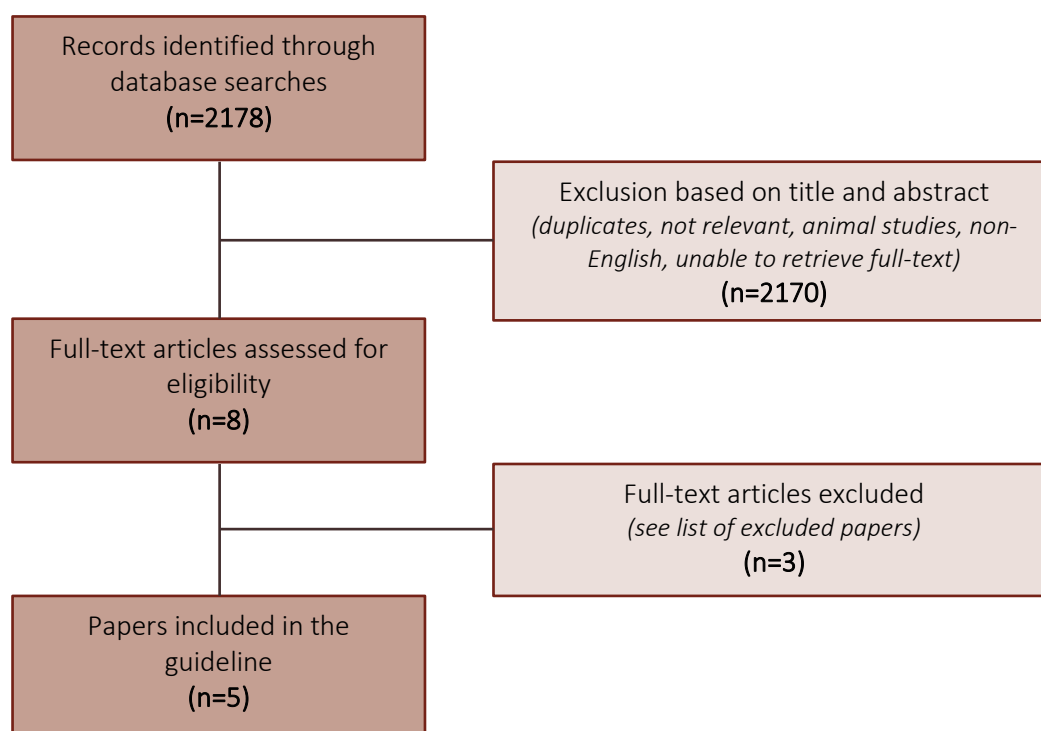 Records identified through
database searches
(n=2178)
Exclusion based on title and abstract
(duplicates, not relevant, animal studies, non-
English, unable to retrieve full-text)
(n=2170)
Full-text articles assessed for
eligibility
(n=8)
Full-text articles excluded
(see list of excluded papers)
(n=3)
Papers included in the
guideline
(n=5)